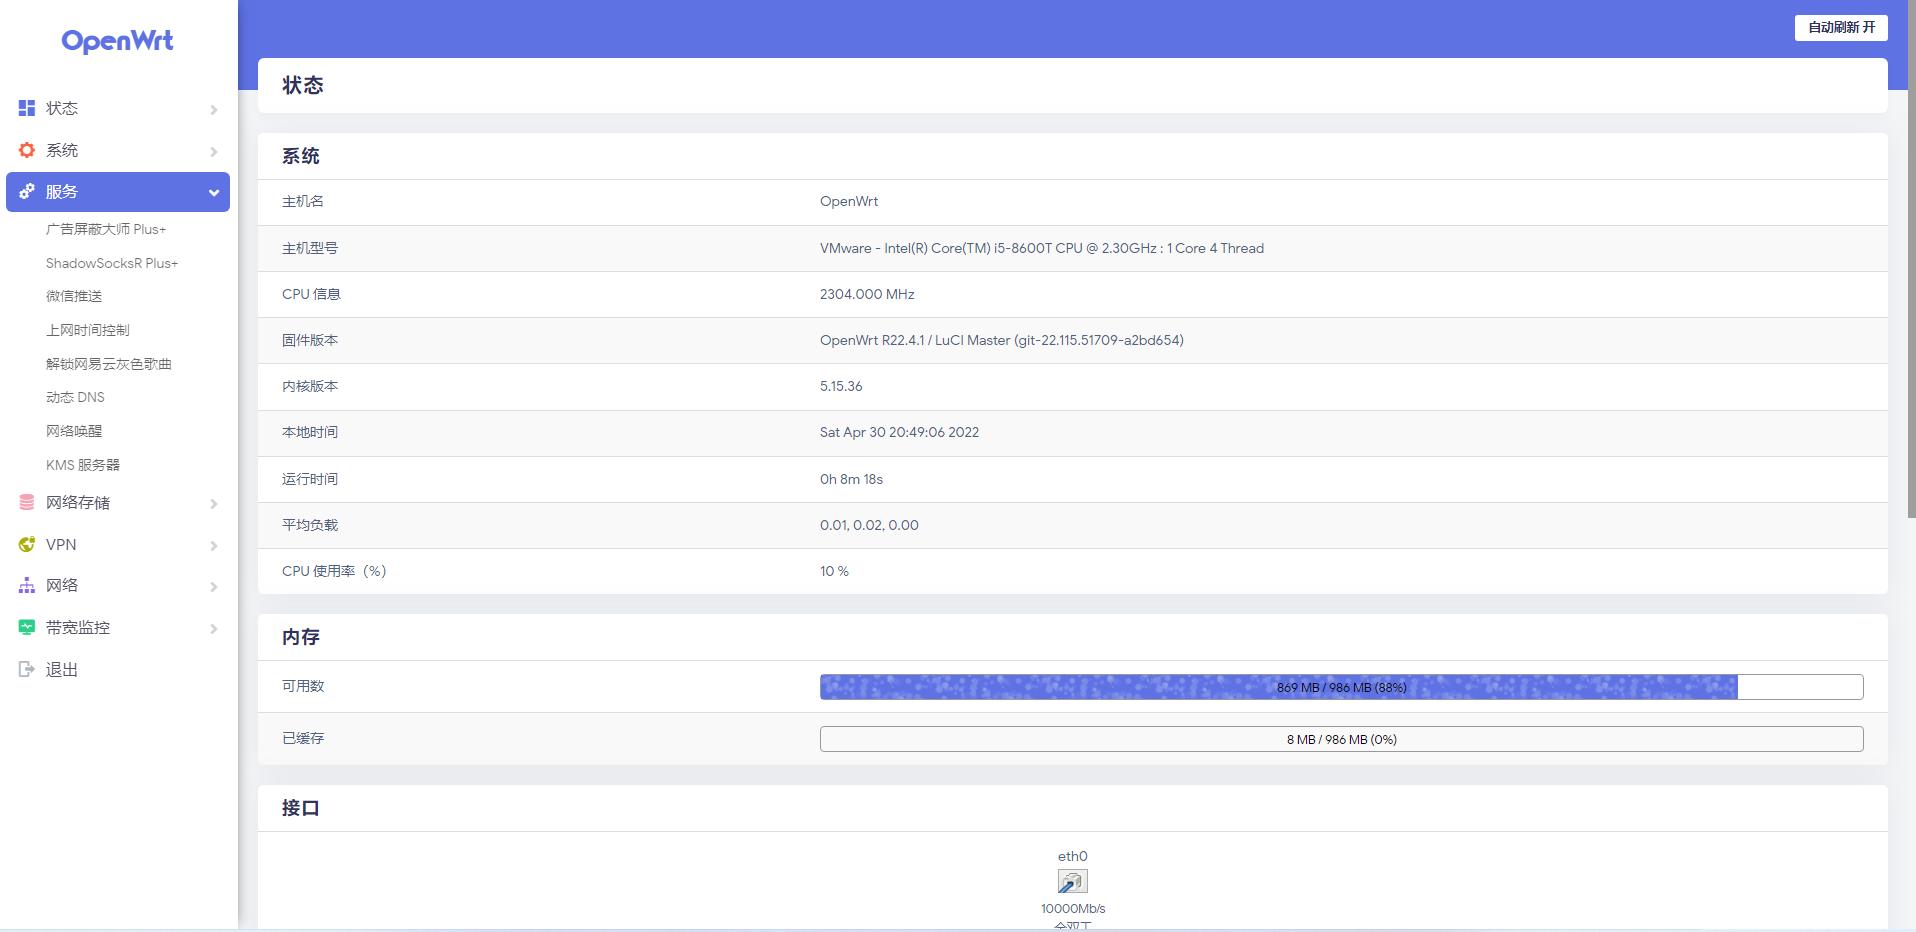 OpenWrt
状态
系统
服务
广告屏蔽大师 Plus+
ShadowSocksR Plus+
微信推送
上网时间控制
解锁网易云灰色歌曲
动态 DNS
网络唤醒
KMS 服务器
网络存储
VPN
网络
带宽监控
退出
自动刷新 开
状态
系统
主机名 OpenWrt
主机型号 VMware - Intel(R) Core(TM) i5-8600T CPU @ 2.30GHz : 1 Core 4 Thread
CPU 信息 2304.000 MHz
固件版本 OpenWrt R22.4.1 / LuCI Master (git-22.115.51709-a2bd654)
内核版本 5.15.36
本地时间 Sat Apr 30 20:49:06 2022
运行时间 0h 8m 18s
平均负载 0.01, 0.02, 0.00
CPU 使用率（%） 10 %
内存
可用数 869 MB / 986 MB (88%)
已缓存 8 MB / 986 MB (0%)
接口
eth0
10000Mb/s
全双工